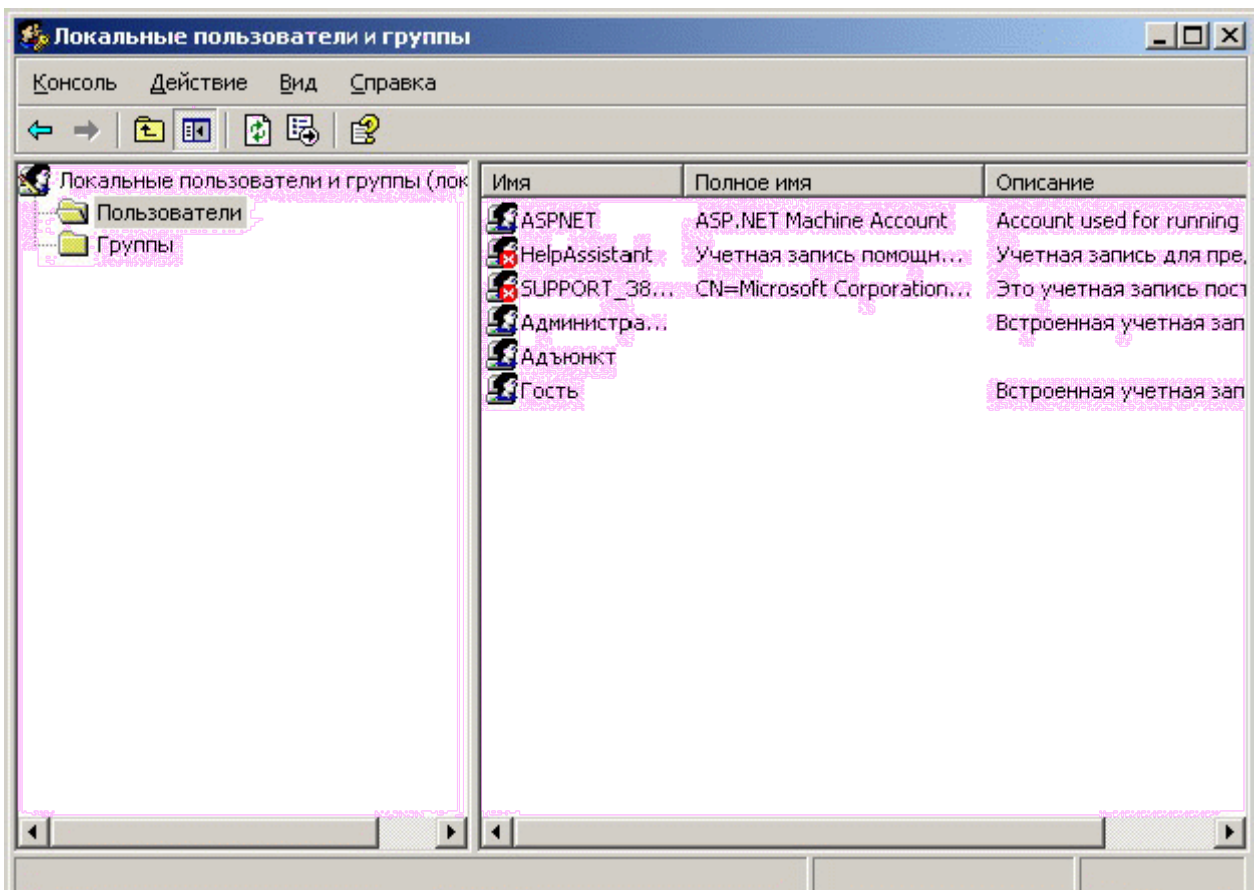 Локальные пользователи и группы
Консоль Действие Вид Справка
Локальные пользователи и группы (лок
Пользователи
Группы
Имя Полное имя Описание
ASPNET ASP.NET Machine Account Account used for running
HelpAssistant Учетная запись помощн... Учетная запись для пре,
SUPPORT_38... CN=Microsoft Corporation... Это учетная запись пост
Администра... Встроенная учетная зап
Адъюнкт
Гость Встроенная учетная зап